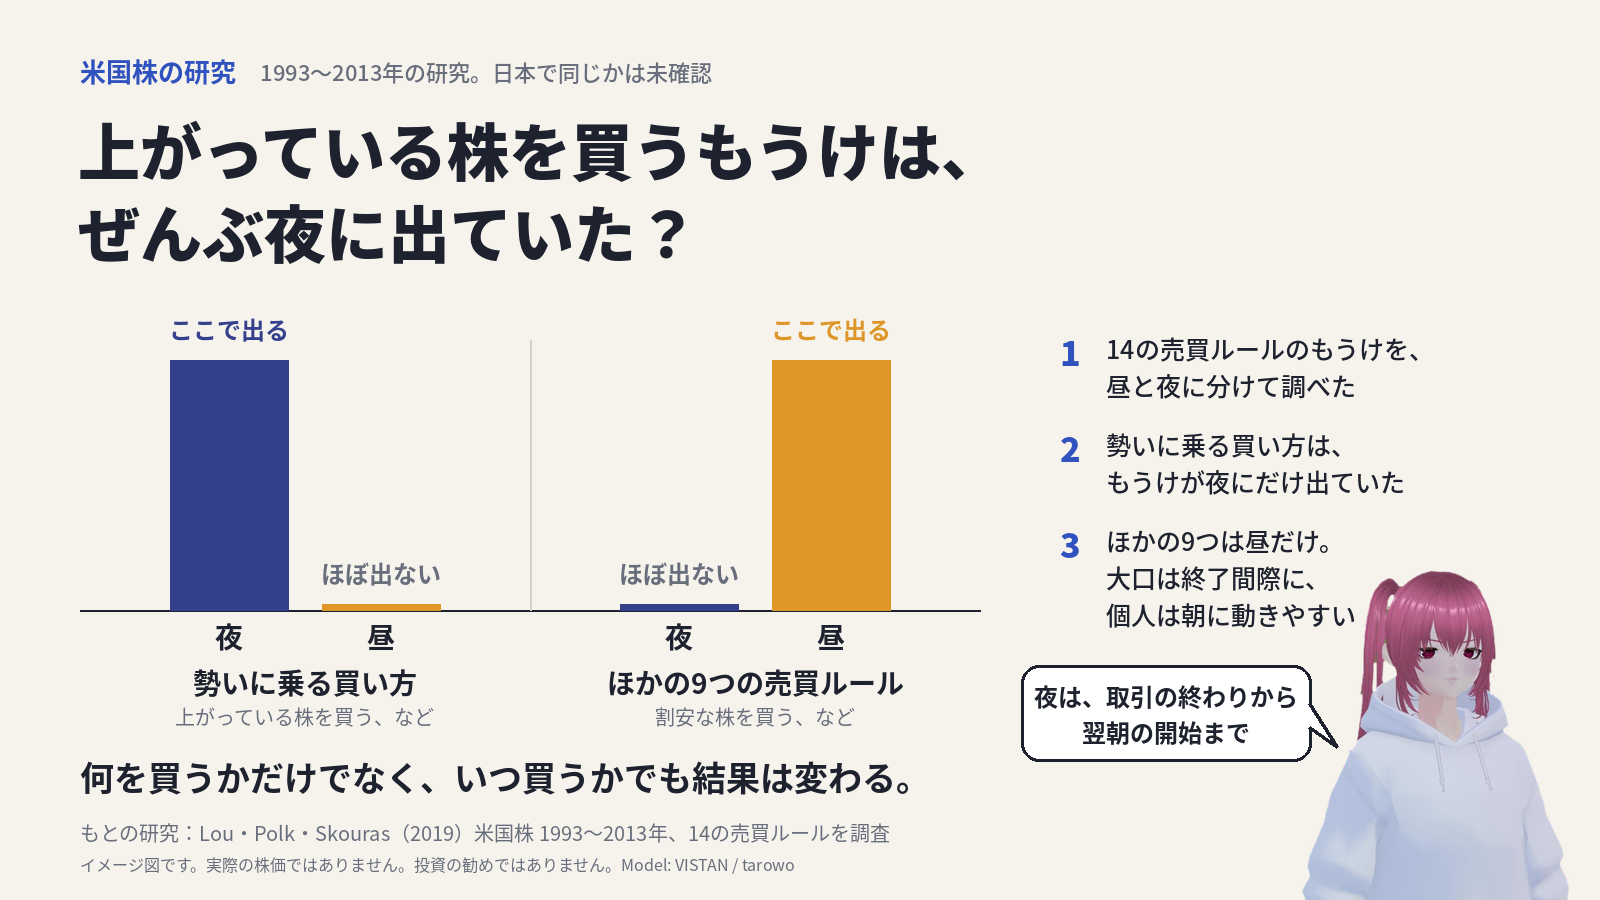 米国株の研究 1993〜2013年の研究。日本で同じかは未確認
上がっている株を買うもうけは、
ぜんぶ夜に出ていた？
ここで出る
ほぼ出ない
夜
昼
勢いに乗る買い方
上がっている株を買う、など
ここで出る
ほぼ出ない
夜
昼
ほかの9つの売買ルール
割安な株を買う、など
1 14の売買ルールのもうけを、
昼と夜に分けて調べた
2 勢いに乗る買い方は、
もうけが夜にだけ出ていた
3 ほかの9つは昼だけ。
大口は終了間際に、
個人は朝に動きやすい
夜は、取引の終わりから
翌朝の開始まで
何を買うかだけでなく、いつ買うかでも結果は変わる。
もとの研究：Lou・Polk・Skouras（2019）米国株 1993〜2013年、14の売買ルールを調査
イメージ図です。実際の株価ではありません。投資の勧めではありません。Model: VISTAN / tarowo